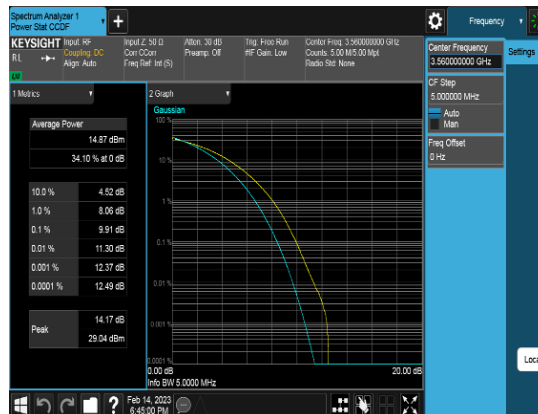 Spectrum Analyzer 1
Power Stat CCDF
Frequency
KEYSIGHT
Input: RF
Coupling: DC
Align: Auto
Input Z: 50 Ω
Corr CCorr
Freq Ref: Int (S)
Atten: 30 dB
Preamp: Off
Trig: Free Run
#IF Gain: Low
Center Freq: 3.560000000 GHz
Counts: 5.00 M/5.00 Mpt
Radio Std: None
RL
1 Metrics
2 Graph
Average Power
14.87 dBm
34.10 % at 0 dB
10.0 % 4.52 dB
1.0 % 8.06 dB
0.1 % 9.91 dB
0.01 % 11.30 dB
0.001 % 12.37 dB
0.0001 % 12.49 dB
Peak
14.17 dB
29.04 dBm
Gaussian
100 %
10 %
1 %
0.1 %
0.01 %
0.001 %
0.0001 %
0.00 dB
20.00 dB
Info BW 5.0000 MHz
Center Frequency
3.560000000 GHz
Settings
CF Step
5.000000 MHz
Auto
Man
Freq Offset
0 Hz
Loca
?
Feb 14, 2023
6:45:00 PM